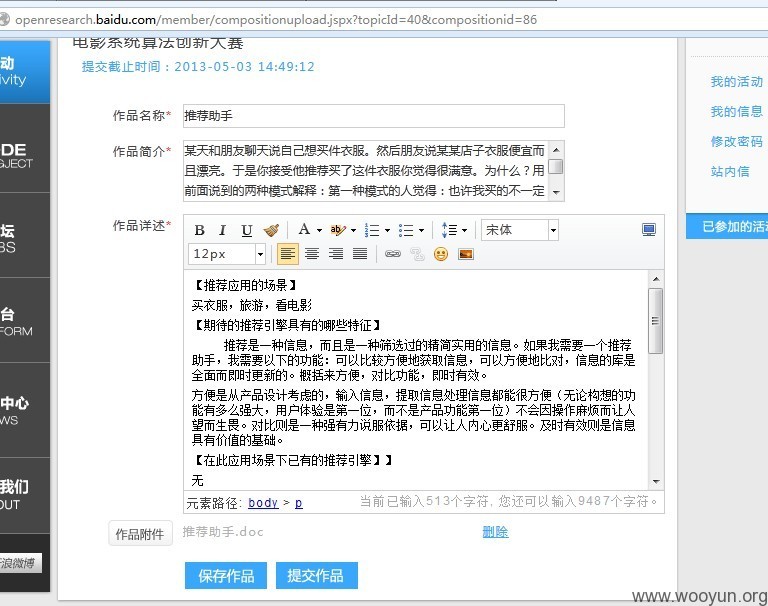 openresearch.baidu.com/member/compositionupload.jspx?topicId=40&compositionid=86
电影系统算法创新大赛
提交截止时间：2013-05-03 14:49:12
动
ivity
DE
OJECT
坛
BS
台
FORM
中心
WS
我们
OUT
浪微博
我的活动
我的信息
修改密码
站内信
已参加的活动
作品名称* 推荐助手
作品简介* 某天和朋友聊天说自己想买件衣服。然后朋友说某某店子衣服便宜而
且漂亮。于是你接受他推荐买了这件衣服你觉得很满意。为什么？用
前面说到的两种模式解释：第一种模式的人觉得：也许我买的不一定
作品详述*
B I U A ab 宋体
12px
【推荐应用的场景】
买衣服，旅游，看电影
【期待的推荐引擎具有的哪些特征】
推荐是一种信息，而且是一种筛选过的精简实用的信息。如果我需要一个推荐
助手，我需要以下的功能：可以比较方便地获取信息，可以方便地比对，信息的库是
全面而即时更新的。概括来方便，对比功能，即时有效。
方便是从产品设计考虑的，输入信息，提取信息处理信息都能很方便（无论构想的功
能有多么强大，用户体验是第一位，而不是产品功能第一位）不会因操作麻烦而让人
望而生畏。对比则是一种强有力说服依据，可以让人内心更舒服。及时有效则是信息
具有价值的基础。
【在此应用场景下已有的推荐引擎】】
无
元素路径: body > p 当前已输入513个字符, 您还可以输入9487个字符。
作品附件 推荐助手.doc 删除
保存作品 提交作品
www.wooyun.org